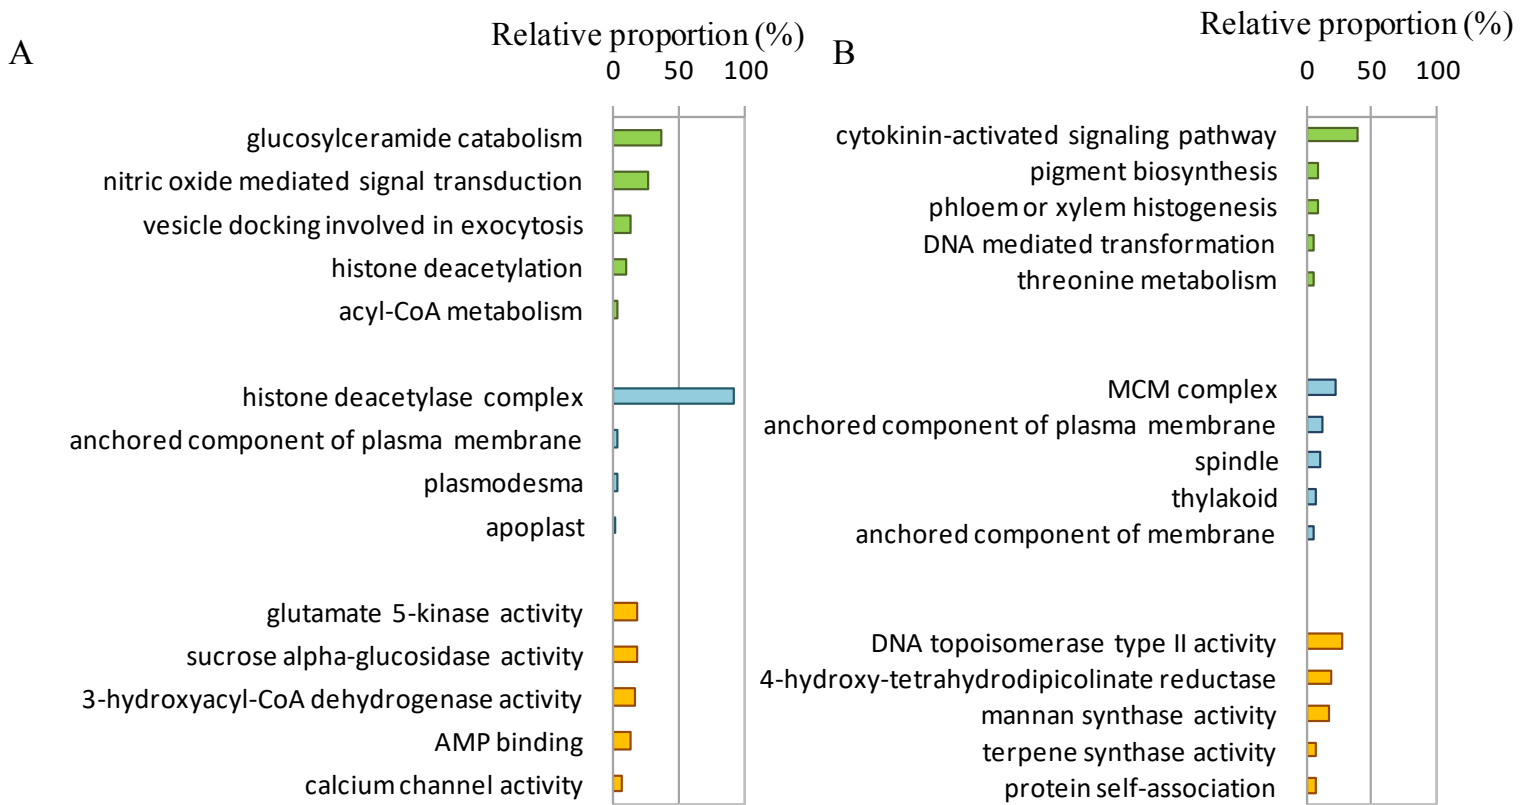 A
Relative proportion (%)
0 50 100
glucosylceramide catabolism
nitric oxide mediated signal transduction
vesicle docking involved in exocytosis
histone deacetylation
acyl-CoA metabolism
histone deacetylase complex
anchored component of plasma membrane
plasmodesma
apoplast
glutamate 5-kinase activity
sucrose alpha-glucosidase activity
3-hydroxyacyl-CoA dehydrogenase activity
AMP binding
calcium channel activity
B
Relative proportion (%)
0 50 100
cytokinin-activated signaling pathway
pigment biosynthesis
phloem or xylem histogenesis
DNA mediated transformation
threonine metabolism
MCM complex
anchored component of plasma membrane
spindle
thylakoid
anchored component of membrane
DNA topoisomerase type II activity
4-hydroxy-tetrahydrodipicolinate reductase
mannan synthase activity
terpene synthase activity
protein self-association